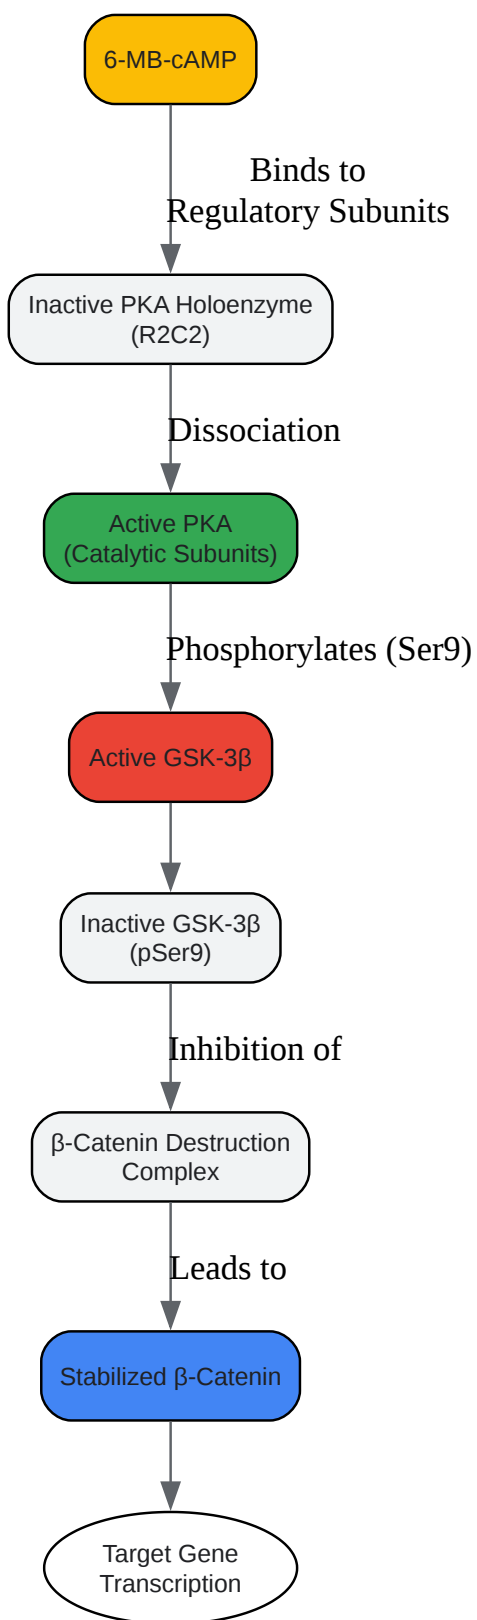 6-MB-cAMP
Binds to
Regulatory Subunits
Inactive PKA Holoenzyme
(R2C2)
Dissociation
Active PKA
(Catalytic Subunits)
Phosphorylates (Ser9)
Active GSK-3β
Inactive GSK-3β
(pSer9)
Inhibition of
β-Catenin Destruction
Complex
Leads to
Stabilized β-Catenin
Target Gene
Transcription